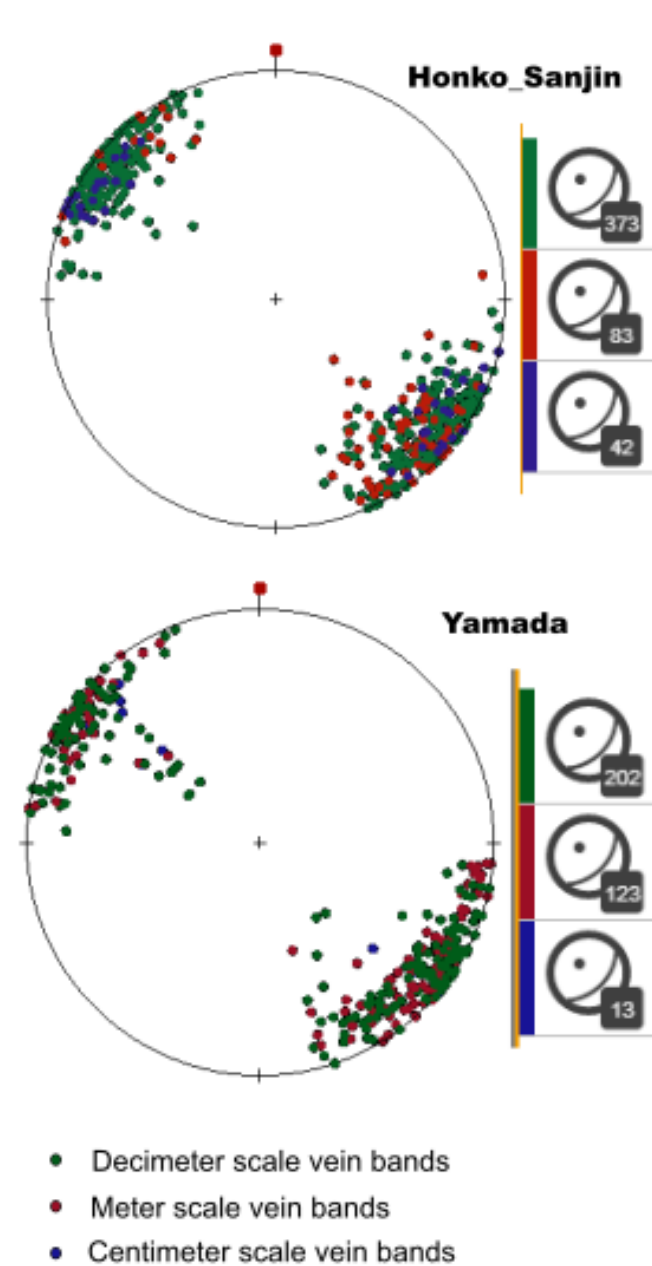 Honko_Sanjin
373
83
42
Yamada
202
123
13
Decimeter scale vein bands
Meter scale vein bands
Centimeter scale vein bands